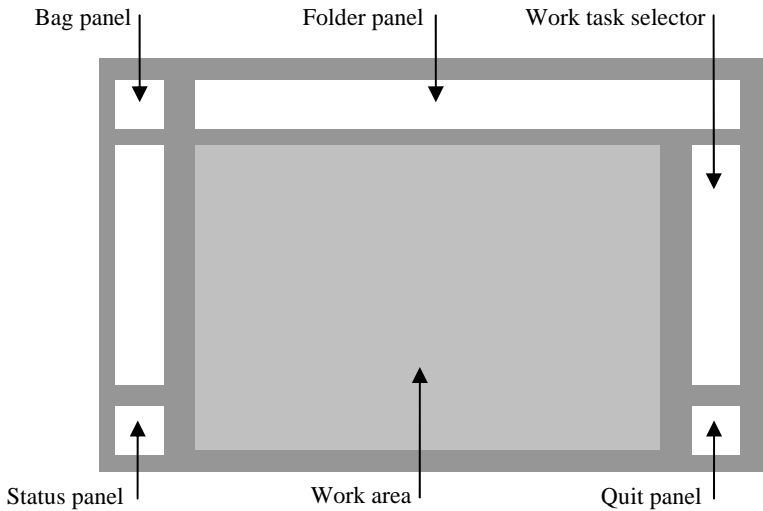 Bag panel
Folder panel
Work task selector
Status panel
Work area
Quit panel